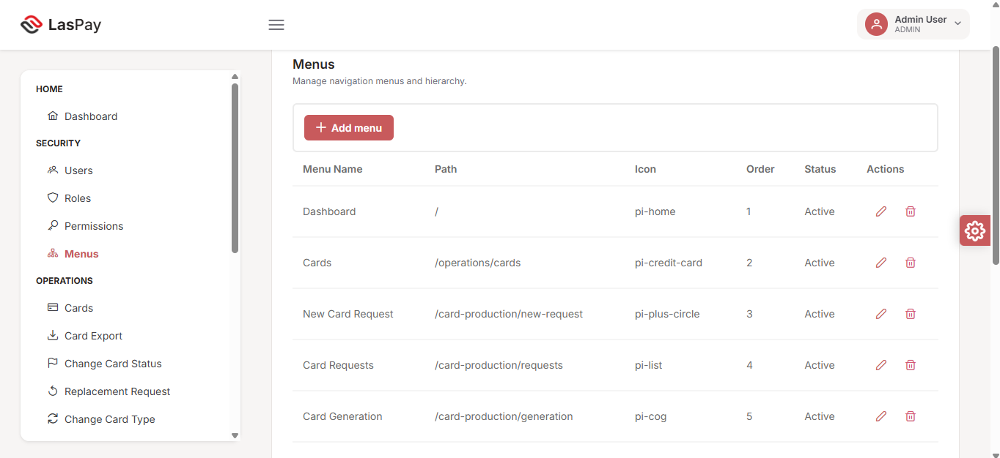 LasPay
Admin User
ADMIN
HOME
Dashboard
SECURITY
Users
Roles
Permissions
Menus
OPERATIONS
Cards
Card Export
Change Card Status
Replacement Request
Change Card Type
Menus
Manage navigation menus and hierarchy.
Add menu
Menu Name Path Icon Order Status Actions
Dashboard / pi-home 1 Active
Cards /operations/cards pi-credit-card 2 Active
New Card Request /card-production/new-request pi-plus-circle 3 Active
Card Requests /card-production/requests pi-list 4 Active
Card Generation /card-production/generation pi-cog 5 Active